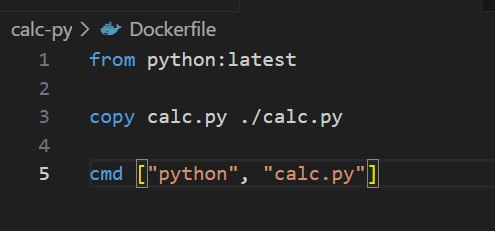 calc-py > Dockerfile
1 from python:latest
2
3 copy calc.py ./calc.py
4
5 cmd ["python", "calc.py"]